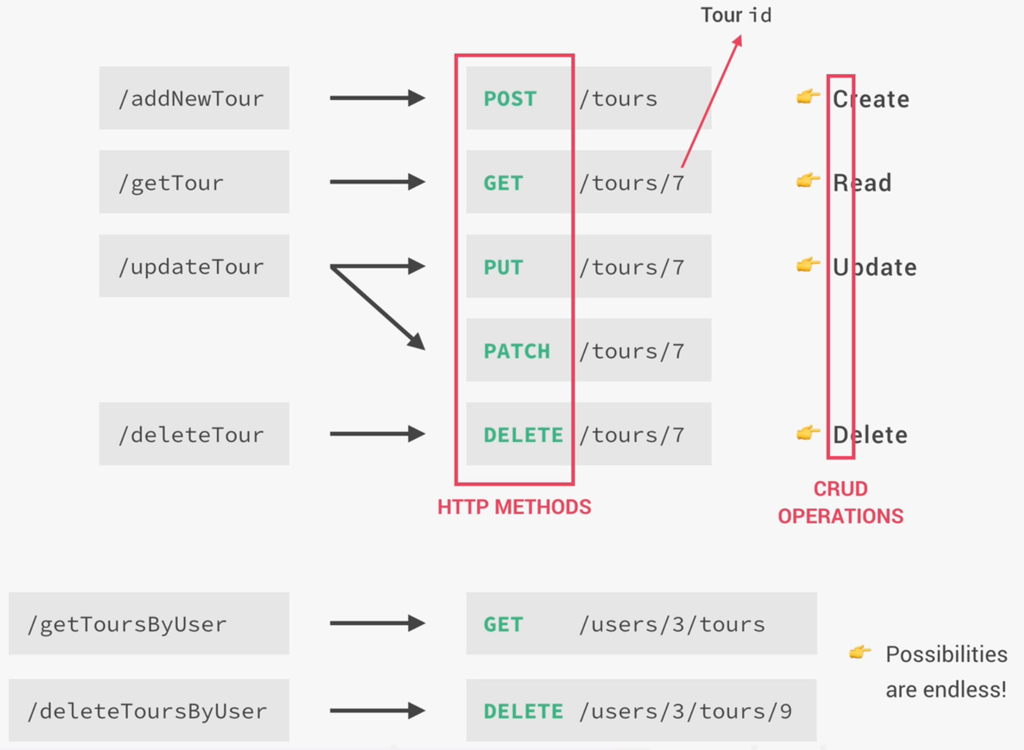 Tour id
/addNewTour POST /tours 👉 Create
/getTour GET /tours/7 👉 Read
/updateTour PUT /tours/7 👉 Update
PATCH /tours/7
/deleteTour DELETE /tours/7 👉 Delete
HTTP METHODS
CRUD
OPERATIONS
/getToursByUser GET /users/3/tours
/deleteToursByUser DELETE /users/3/tours/9
👉 Possibilities
are endless!